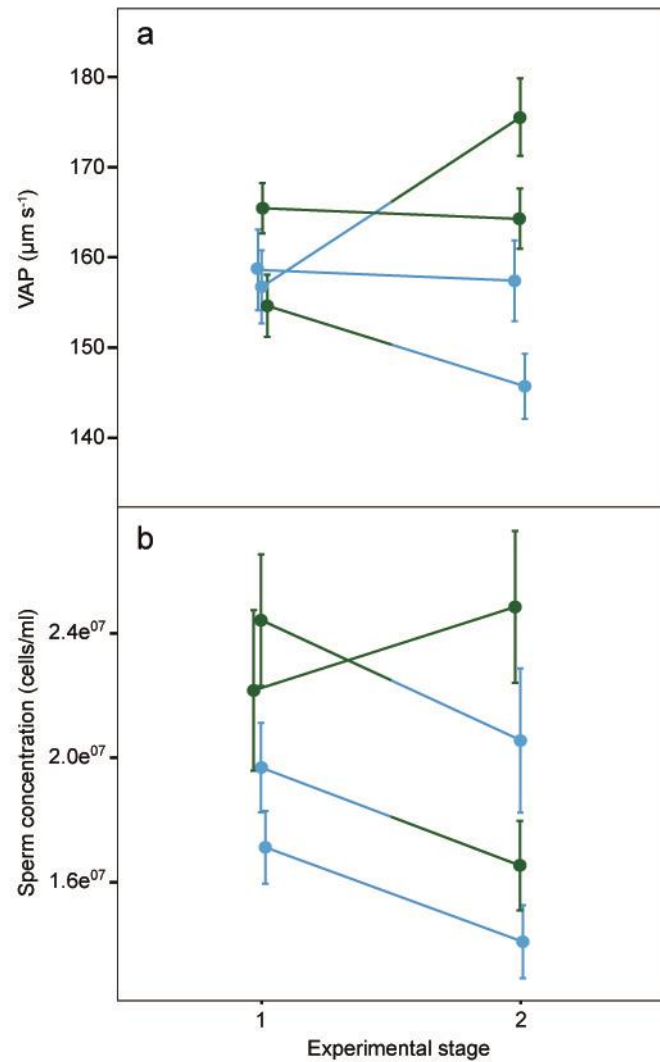 a
180
170
160
150
140
VAP (µm s⁻¹)
b
2.4e⁰⁷
2.0e⁰⁷
1.6e⁰⁷
Sperm concentration (cells/ml)
1 2
Experimental stage